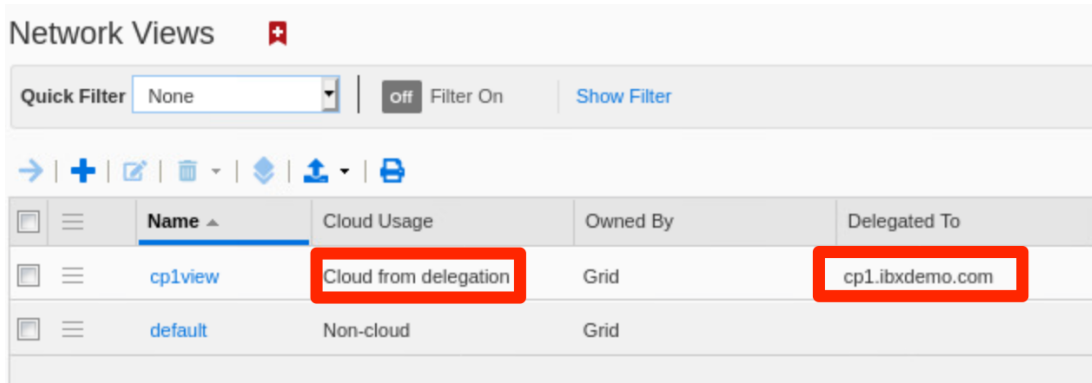 Network Views
Quick Filter None off Filter On Show Filter
Name Cloud Usage Owned By Delegated To
cp1view Cloud from delegation Grid cp1.ibxdemo.com
default Non-cloud Grid